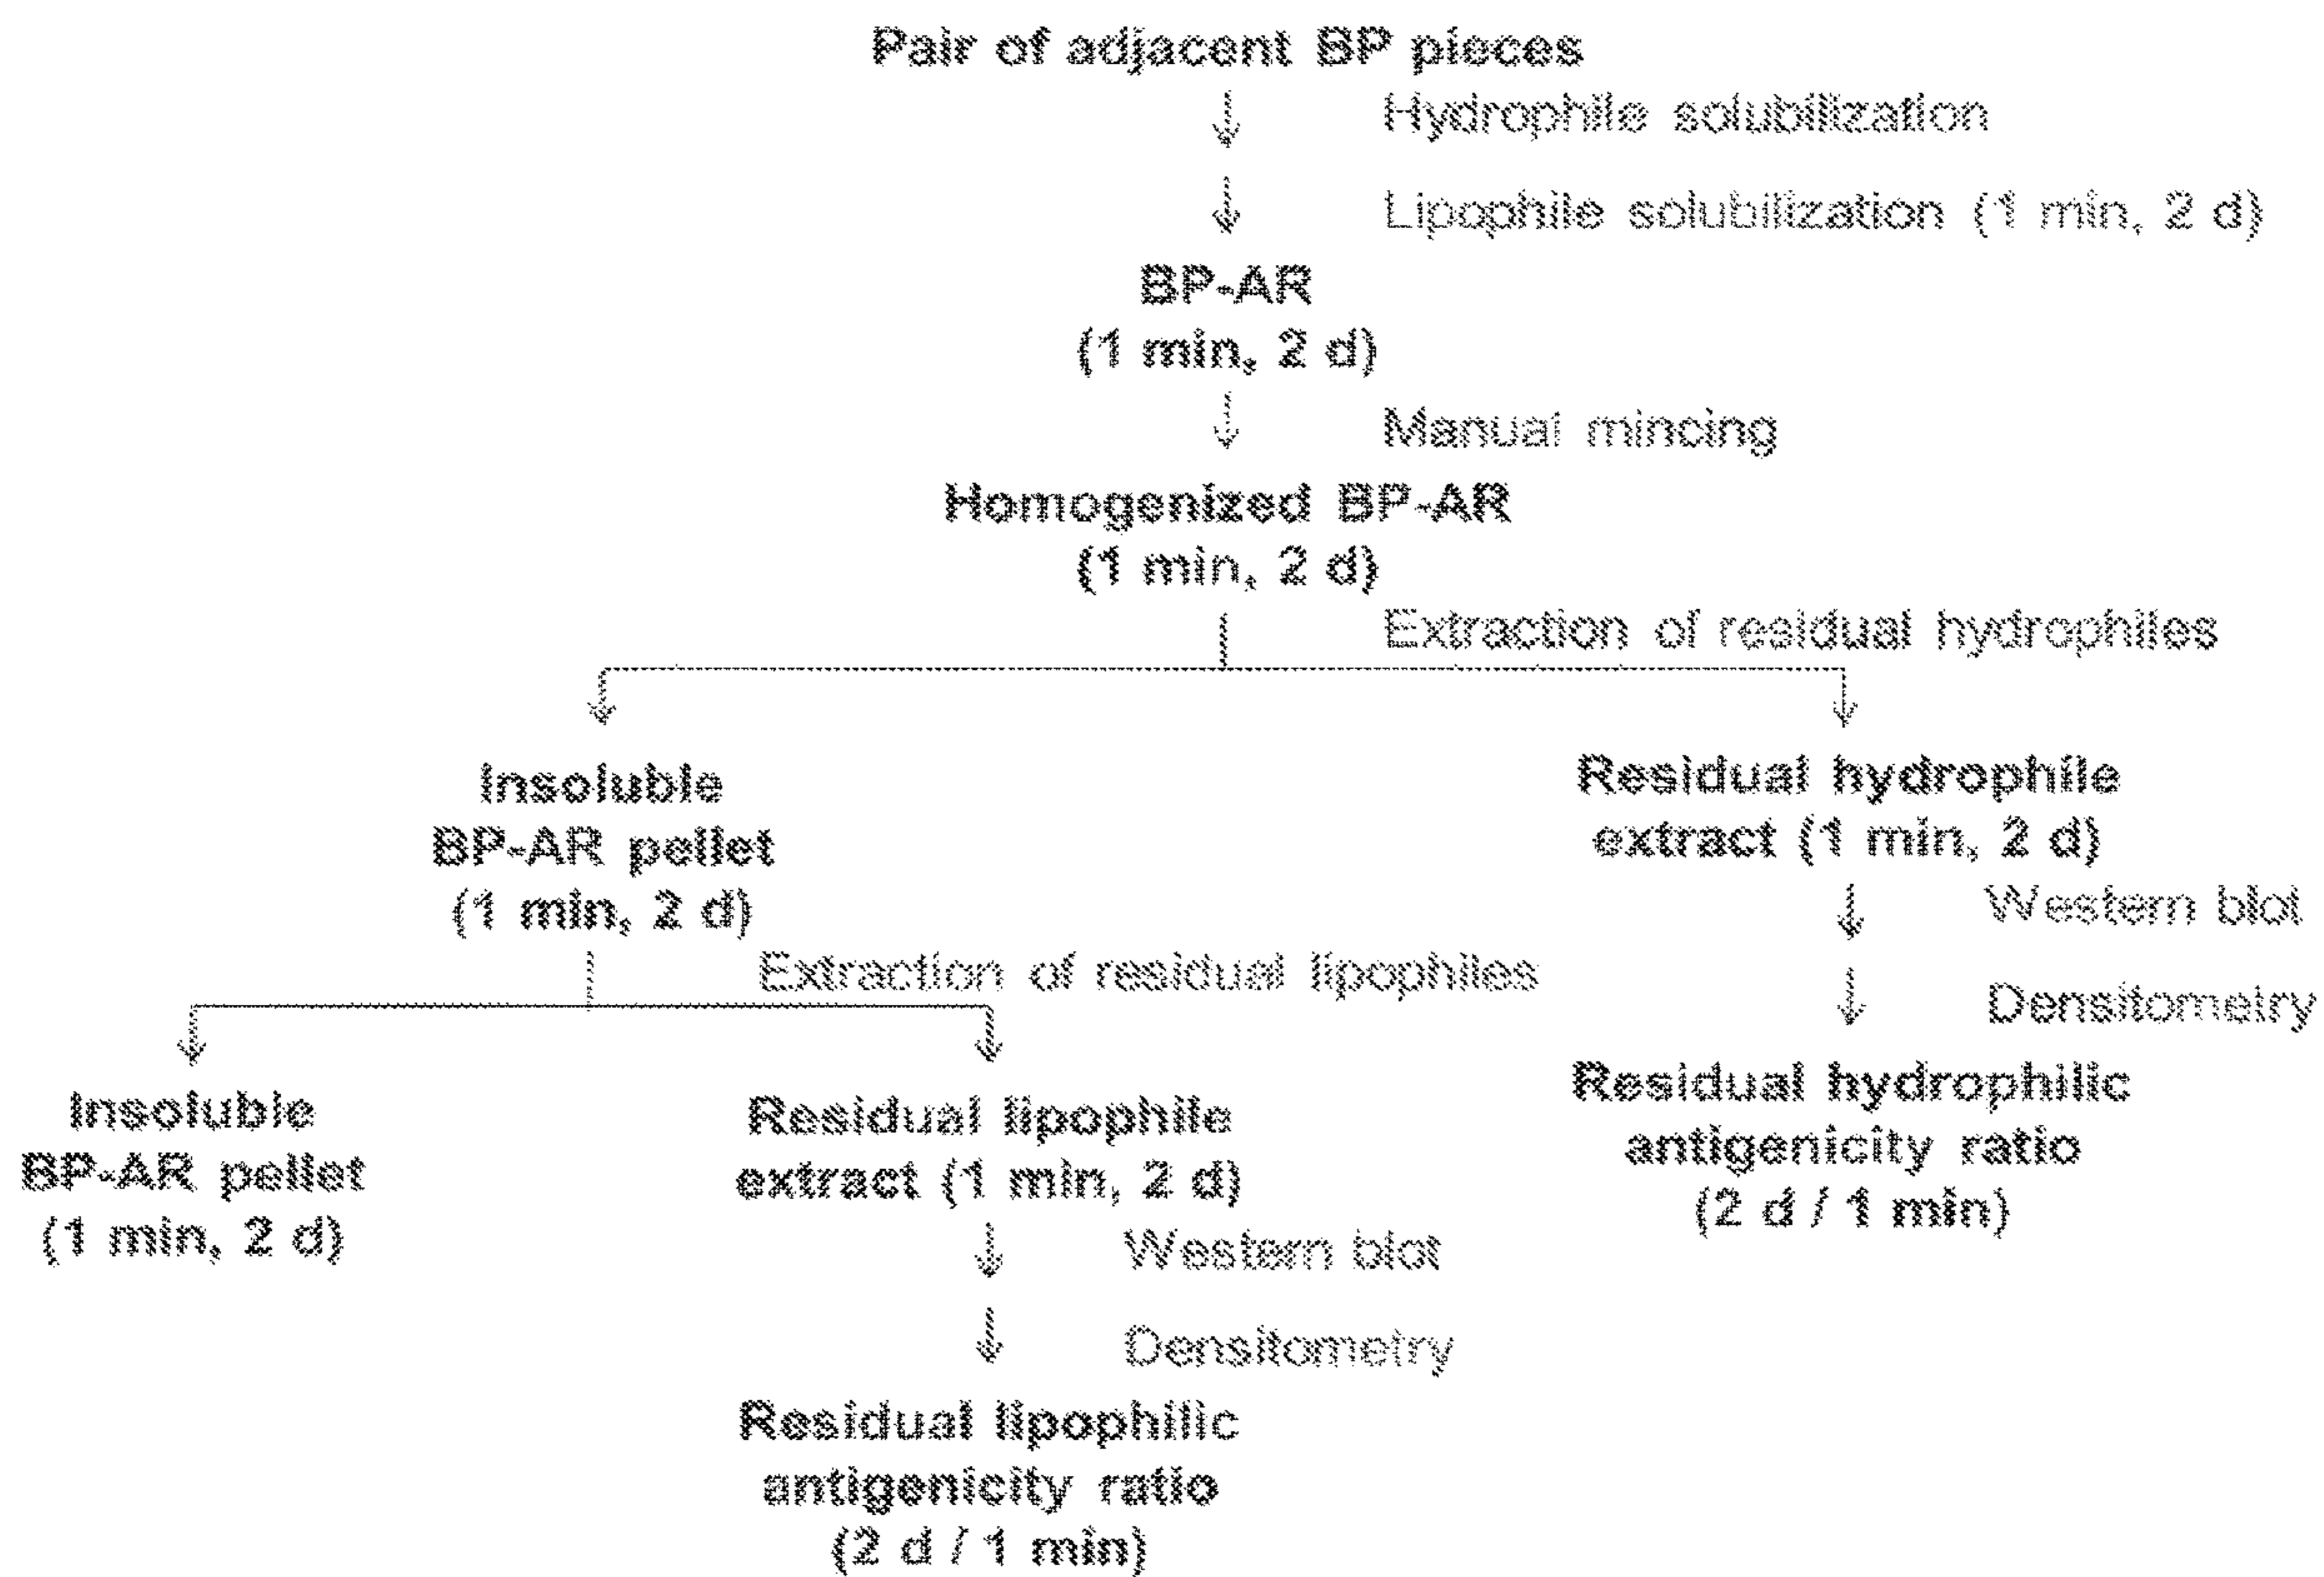 Pair of adjacent BP pieces
Hydrophile solubilization
Lipophile solubilization (1 min, 2 d)
BP-AR
(1 min, 2 d)
Manual mincing
Homogenized BP-AR
(1 min, 2 d)
Extraction of residual hydrophiles
Insoluble
BP-AR pellet
(1 min, 2 d)
Residual hydrophile
extract (1 min, 2 d)
Western blot
Densitometry
Residual hydrophilic
antigenicity ratio
(2 d / 1 min)
Extraction of residual lipophiles
Insoluble
BP-AR pellet
(1 min, 2 d)
Residual lipophile
extract (1 min, 2 d)
Western blot
Densitometry
Residual lipophilic
antigenicity ratio
(2 d / 1 min)